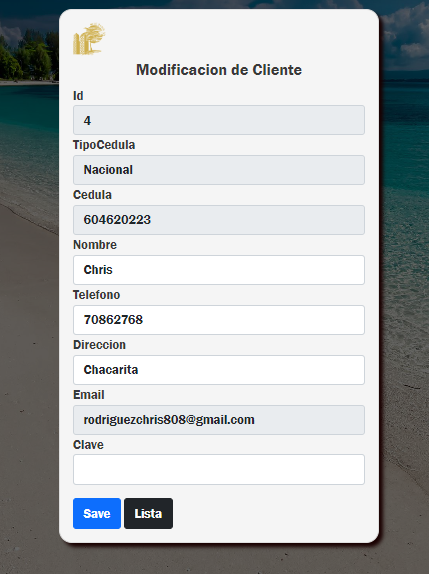 Modificacion de Cliente
Id
4
TipoCedula
Nacional
Cedula
604620223
Nombre
Chris
Telefono
70862768
Direccion
Chacarita
Email
rodriguezchris808@gmail.com
Clave
Save Lista